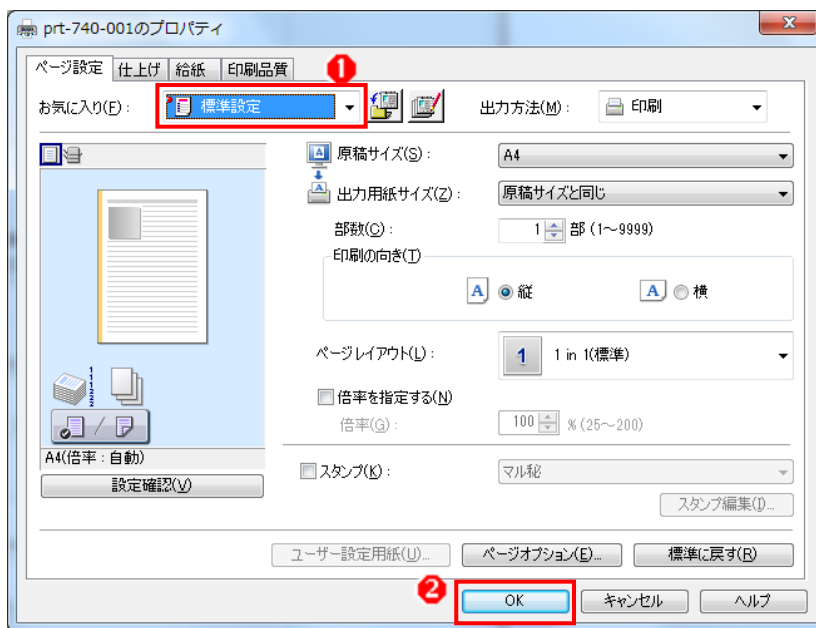 prt-740-001のプロパティ
ページ設定 仕上げ 給紙 印刷品質
1
お気に入り(F): 標準設定 出力方法(M): 印刷
原稿サイズ(S): A4
出力用紙サイズ(Z): 原稿サイズと同じ
部数(C): 1 部 (1～9999)
印刷の向き(T)
A 縦 A 横
ページレイアウト(L): 1 1 in 1(標準)
倍率を指定する(N)
倍率(G): 100 % (25～200)
A4(倍率:自動)
スタンプ(K): マル秘
設定確認(V)
スタンプ編集(I)...
ユーザー設定用紙(U)... ページオプション(E)... 標準に戻す(R)
2
OK キャンセル ヘルプ